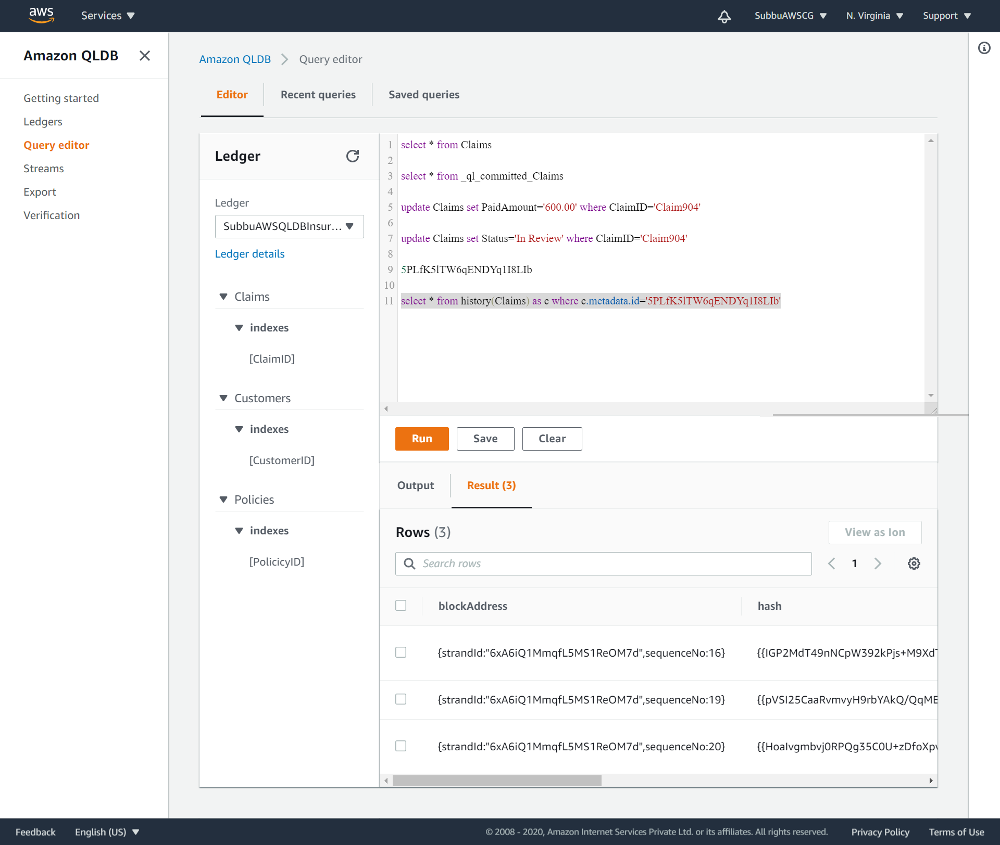 aws Services SubbuAWSCG N. Virginia Support
Amazon QLDB
Getting started
Ledgers
Query editor
Streams
Export
Verification
Amazon QLDB Query editor
Editor Recent queries Saved queries
Ledger
Ledger
SubbuAWSQLDBInsur...
Ledger details
Claims
indexes
[ClaimID]
Customers
indexes
[CustomerID]
Policies
indexes
[PolicicyID]
1 select * from Claims
2
3 select * from _ql_committed_Claims
4
5 update Claims set PaidAmount='600.00' where ClaimID='Claim904'
6
7 update Claims set Status='In Review' where ClaimID='Claim904'
8
9 5PLfK5lTW6qENDYq1I8LIb
10
11 select * from history(Claims) as c where c.metadata.id='5PLfK5lTW6qENDYq1I8LIb'
Run Save Clear
Output Result (3)
Rows (3) View as Ion
Search rows 1
blockAddress hash
{strandId:"6xA6iQ1MmqfL5MS1ReOM7d",sequenceNo:16} {{IGP2MdT49nNCpW392kPjs+M9XdT
{strandId:"6xA6iQ1MmqfL5MS1ReOM7d",sequenceNo:19} {{pVSI25CaaRvmvyH9rbYAkQ/QqME
{strandId:"6xA6iQ1MmqfL5MS1ReOM7d",sequenceNo:20} {{HoaIvgmbvj0RPQg35C0U+zDfoXpv
Feedback English (US) © 2008 - 2020, Amazon Internet Services Private Ltd. or its affiliates. All rights reserved. Privacy Policy Terms of Use